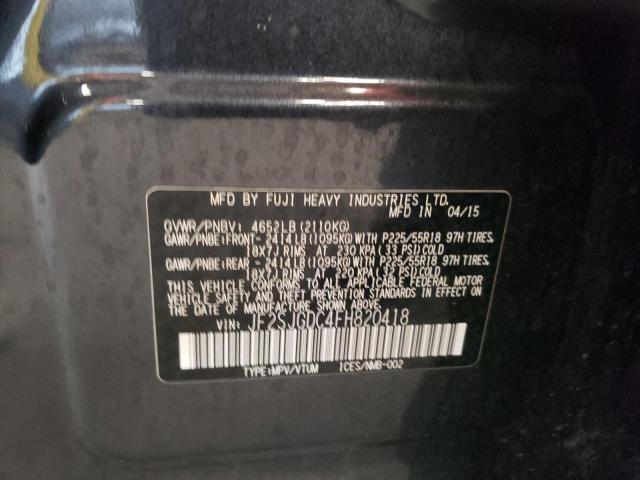 MFD BY FUJI HEAVY INDUSTRIES LTD.
MFD IN 04/15
GVWR/PNBV: 4652LB(2110KG)
GAWR/PNBE:FRONT- 2414LB(1095KG)WITH P225/55R18 97H TIRES,
18X7J RIMS AT 230 KPA(33 PSI)COLD
GAWR/PNBE:REAR -2414LB(1095KG)WITH P225/55R18 97H TIRES,
18X7J RIMS AT 220 KPA(32 PSI)COLD
THIS VEHICLE CONFORMS TO ALL APPLICABLE FEDERAL MOTOR
VEHICLE SAFETY AND BUMPER STANDARDS IN EFFECT ON
THE DATE OF MANUFACTURE SHOWN ABOVE.
VIN: JF2SJGDC4FH820418
TYPE:MPV/VTUM ICES/NMB-002